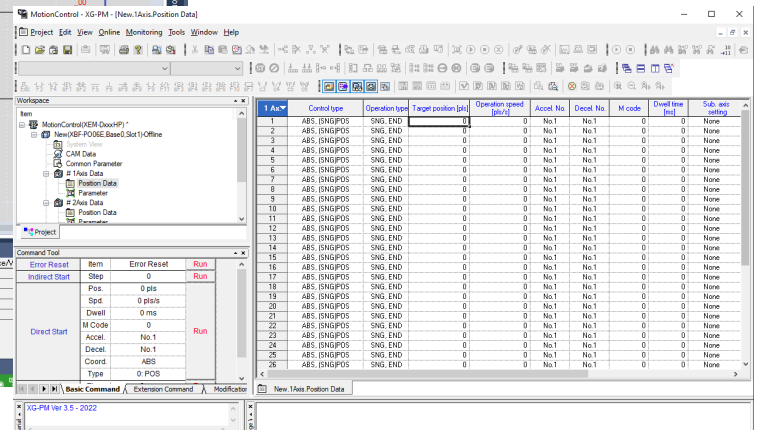 MotionControl - XG-PM - [New.1Axis.Position Data]
Project Edit View Online Monitoring Tools Window Help
Workspace
Item
MotionControl(XEM-DxxxHP) *
New(XBF-PO06E,Base0,Slot1)-Offline
System View
CAM Data
Common Parameter
# 1Axis Data
Position Data
Parameter
# 2Axis Data
Position Data
Parameter
Project
Command Tool
Error Reset Item Error Reset Run
Indirect Start Step 0 Run
Direct Start Run
Pos. 0 pls
Spd. 0 pls/s
Dwell 0 ms
M Code 0
Accel. No.1
Decel. No.1
Coord. ABS
Type 0: POS
Basic Command Extension Command Modification
XG-PM Ver 3.5 - 2022
1 Ax Control type Operation type Target position [pls] Operation speed [pls/s] Accel. No. Decel. No. M code Dwell time [ms] Sub. axis setting
1 ABS, (SNG)POS SNG, END 0 0 No.1 No.1 0 0 None
2 ABS, (SNG)POS SNG, END 0 0 No.1 No.1 0 0 None
3 ABS, (SNG)POS SNG, END 0 0 No.1 No.1 0 0 None
4 ABS, (SNG)POS SNG, END 0 0 No.1 No.1 0 0 None
5 ABS, (SNG)POS SNG, END 0 0 No.1 No.1 0 0 None
6 ABS, (SNG)POS SNG, END 0 0 No.1 No.1 0 0 None
7 ABS, (SNG)POS SNG, END 0 0 No.1 No.1 0 0 None
8 ABS, (SNG)POS SNG, END 0 0 No.1 No.1 0 0 None
9 ABS, (SNG)POS SNG, END 0 0 No.1 No.1 0 0 None
10 ABS, (SNG)POS SNG, END 0 0 No.1 No.1 0 0 None
11 ABS, (SNG)POS SNG, END 0 0 No.1 No.1 0 0 None
12 ABS, (SNG)POS SNG, END 0 0 No.1 No.1 0 0 None
13 ABS, (SNG)POS SNG, END 0 0 No.1 No.1 0 0 None
14 ABS, (SNG)POS SNG, END 0 0 No.1 No.1 0 0 None
15 ABS, (SNG)POS SNG, END 0 0 No.1 No.1 0 0 None
16 ABS, (SNG)POS SNG, END 0 0 No.1 No.1 0 0 None
17 ABS, (SNG)POS SNG, END 0 0 No.1 No.1 0 0 None
18 ABS, (SNG)POS SNG, END 0 0 No.1 No.1 0 0 None
19 ABS, (SNG)POS SNG, END 0 0 No.1 No.1 0 0 None
20 ABS, (SNG)POS SNG, END 0 0 No.1 No.1 0 0 None
21 ABS, (SNG)POS SNG, END 0 0 No.1 No.1 0 0 None
22 ABS, (SNG)POS SNG, END 0 0 No.1 No.1 0 0 None
23 ABS, (SNG)POS SNG, END 0 0 No.1 No.1 0 0 None
24 ABS, (SNG)POS SNG, END 0 0 No.1 No.1 0 0 None
25 ABS, (SNG)POS SNG, END 0 0 No.1 No.1 0 0 None
26 ABS, (SNG)POS SNG, END 0 0 No.1 No.1 0 0 None
New.1Axis.Position Data